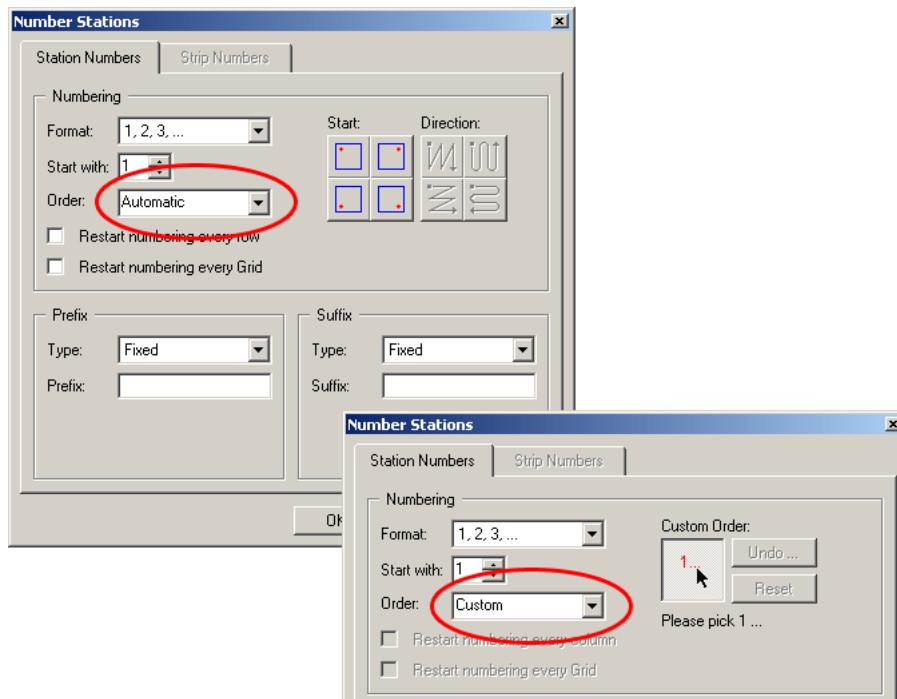 Number Stations
Station Numbers Strip Numbers
Numbering
Format: 1, 2, 3, ... Start: Direction:
Start with: 1
Order: Automatic
Restart numbering every row
Restart numbering every Grid
Prefix Suffix
Type: Fixed Type: Fixed
Prefix: Suffix:
Number Stations
Station Numbers Strip Numbers
Numbering
Format: 1, 2, 3, ... Custom Order:
1... Undo ...
Start with: 1
Reset
Order: Custom
Please pick 1 ...
Restart numbering every column
Restart numbering every Grid